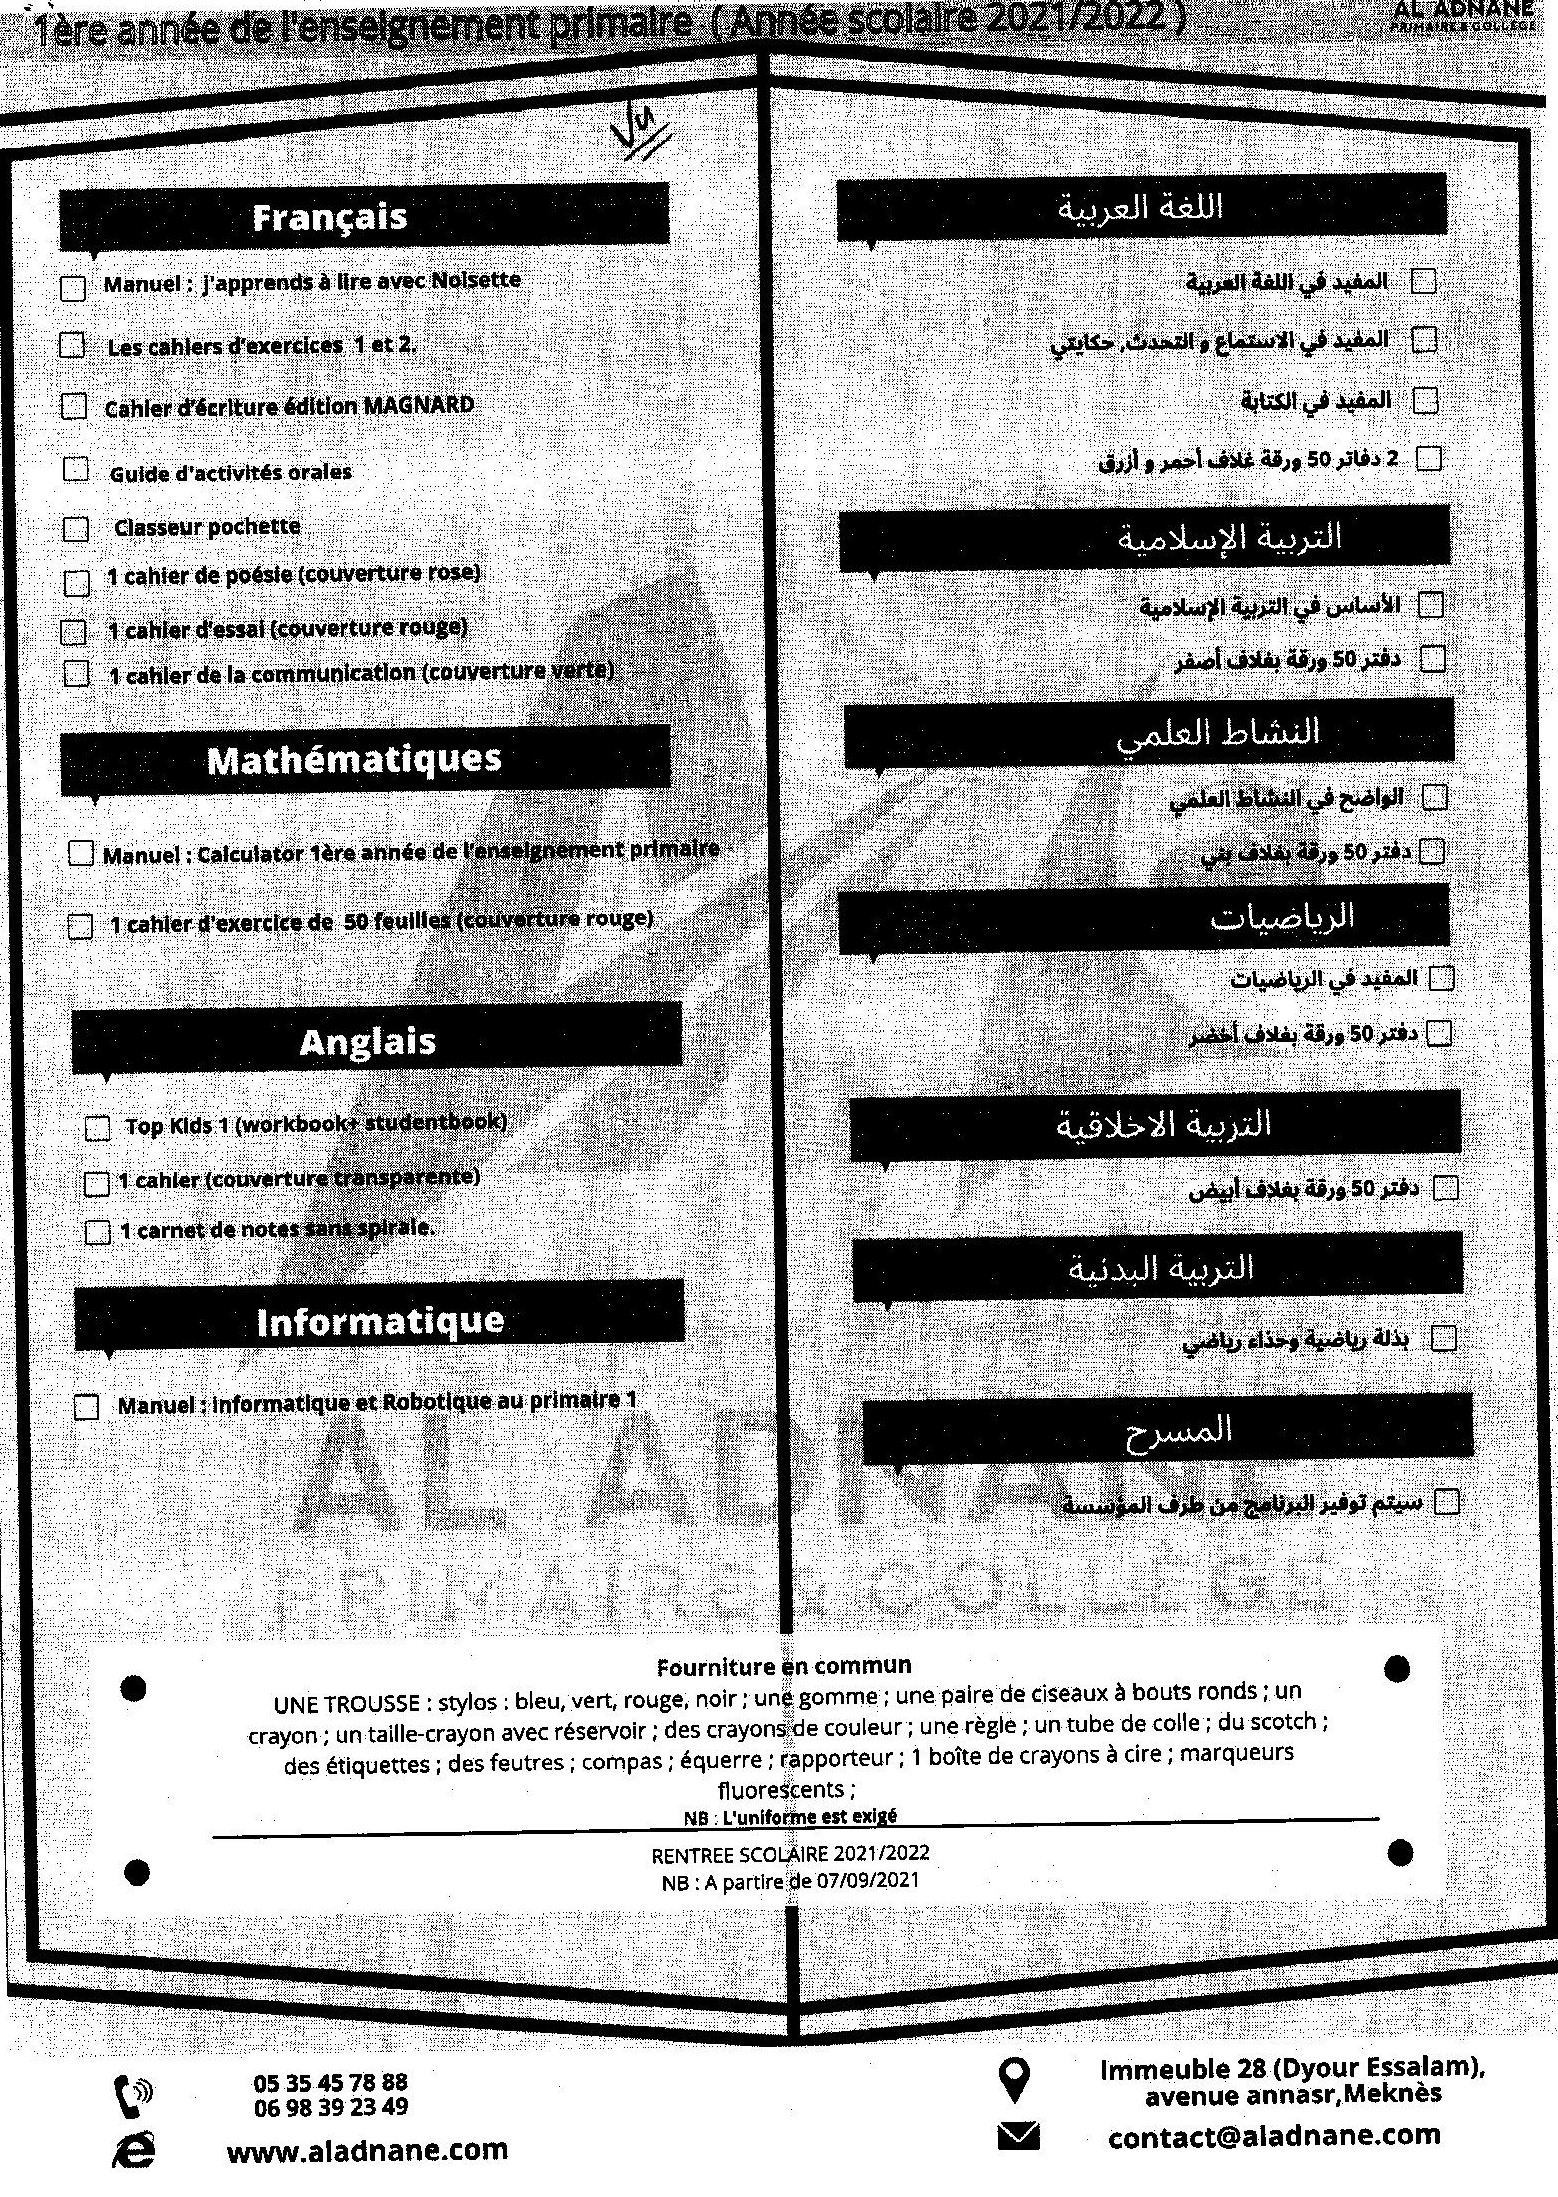 1ère année de l'enseignement primaire ( Année scolaire 2021/2022 )
AL ADNANE
PRIMAIRE & COLLÈGE
Vu
Français
Manuel : j'apprends à lire avec Noisette
Les cahiers d'exercices 1 et 2.
Cahier d'écriture édition MAGNARD
Guide d'activités orales
Classeur pochette
1 cahier de poésie (couverture rose)
1 cahier d'essai (couverture rouge)
1 cahier de la communication (couverture verte)
Mathématiques
Manuel : Calculator 1ère année de l'enseignement primaire
1 cahier d'exercice de 50 feuilles (couverture rouge)
Anglais
Top Kids 1 (workbook+ studentbook)
1 cahier (couverture transparente)
1 carnet de notes sans spirale.
Informatique
Manuel : Informatique et Robotique au primaire 1
اللغة العربية
المفيد في اللغة العربية
المفيد في الاستماع و التحدث, حكايتي
المفيد في الكتابة
2 دفاتر 50 ورقة غلاف أحمر و أزرق
التربية الإسلامية
الأساس في التربية الإسلامية
دفتر 50 ورقة بغلاف أصفر
النشاط العلمي
الواضح في النشاط العلمي
دفتر 50 ورقة بغلاف بني
الرياضيات
المفيد في الرياضيات
دفتر 50 ورقة بغلاف أخضر
التربية الاخلاقية
دفتر 50 ورقة بغلاف أبيض
التربية البدنية
بذلة رياضية وحذاء رياضي
المسرح
سيتم توفير البرنامج من طرف المؤسسة
AL ADNANE
PRIMAIRE & COLLÈGE
Fourniture en commun
UNE TROUSSE : stylos : bleu, vert, rouge, noir ; une gomme ; une paire de ciseaux à bouts ronds ; un
crayon ; un taille-crayon avec réservoir ; des crayons de couleur ; une règle ; un tube de colle ; du scotch ;
des étiquettes ; des feutres ; compas ; équerre ; rapporteur ; 1 boîte de crayons à cire ; marqueurs
fluorescents ;
NB : L'uniforme est exigé
RENTREE SCOLAIRE 2021/2022
NB : A partire de 07/09/2021
05 35 45 78 88
06 98 39 23 49
www.aladnane.com
Immeuble 28 (Dyour Essalam),
avenue annasr,Meknès
contact@aladnane.com